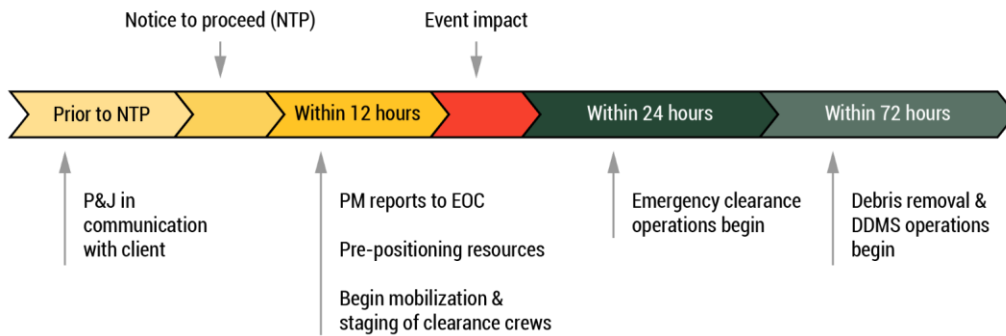 Notice to proceed (NTP)
Event impact
Prior to NTP
Within 12 hours
Within 24 hours
Within 72 hours
P&J in
communication
with client
PM reports to EOC
Pre-positioning resources
Begin mobilization &
staging of clearance crews
Emergency clearance
operations begin
Debris removal &
DDMS operations
begin